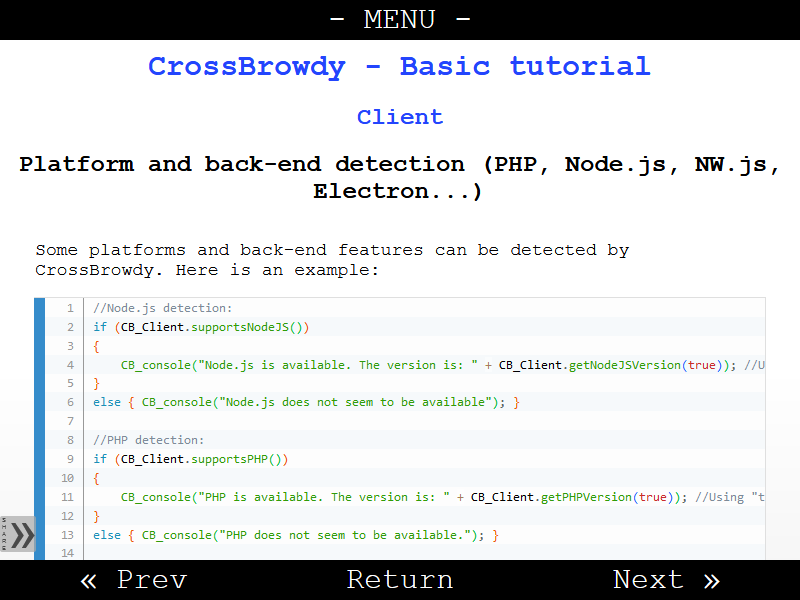 - MENU -
CrossBrowdy - Basic tutorial
Client
Platform and back-end detection (PHP, Node.js, NW.js,
Electron...)
Some platforms and back-end features can be detected by
CrossBrowdy. Here is an example:
1 //Node.js detection:
2 if (CB_Client.supportsNodeJS())
3 {
4 CB_console("Node.js is available. The version is: " + CB_Client.getNodeJSVersion(true)); //U
5 }
6 else { CB_console("Node.js does not seem to be available"); }
7
8 //PHP detection:
9 if (CB_Client.supportsPHP())
10 {
11 CB_console("PHP is available. The version is: " + CB_Client.getPHPVersion(true)); //Using "t
12 }
13 else { CB_console("PHP does not seem to be available."); }
14
SHARE »
« Prev Return Next »